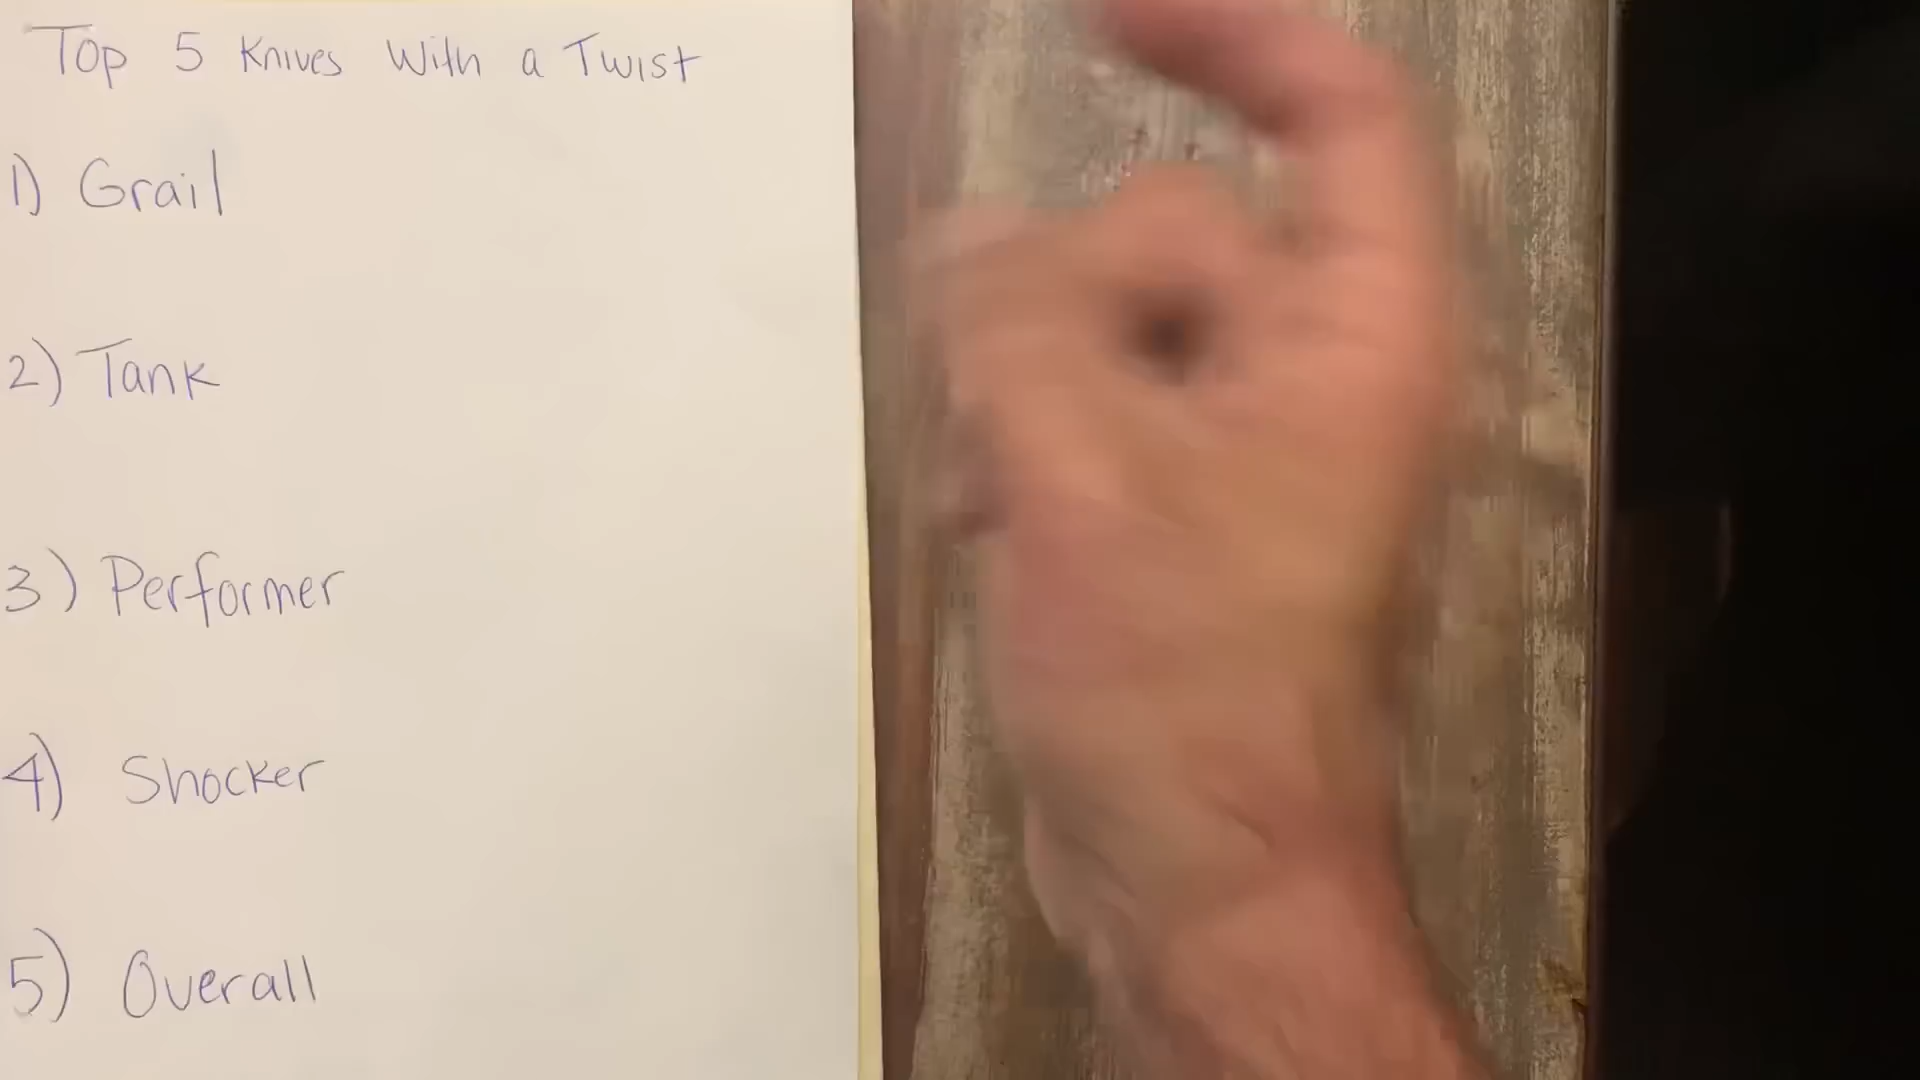 Top 5 Knives With a Twist
1) Grail
2) Tank
3) Performer
4) Shocker
5) Overall